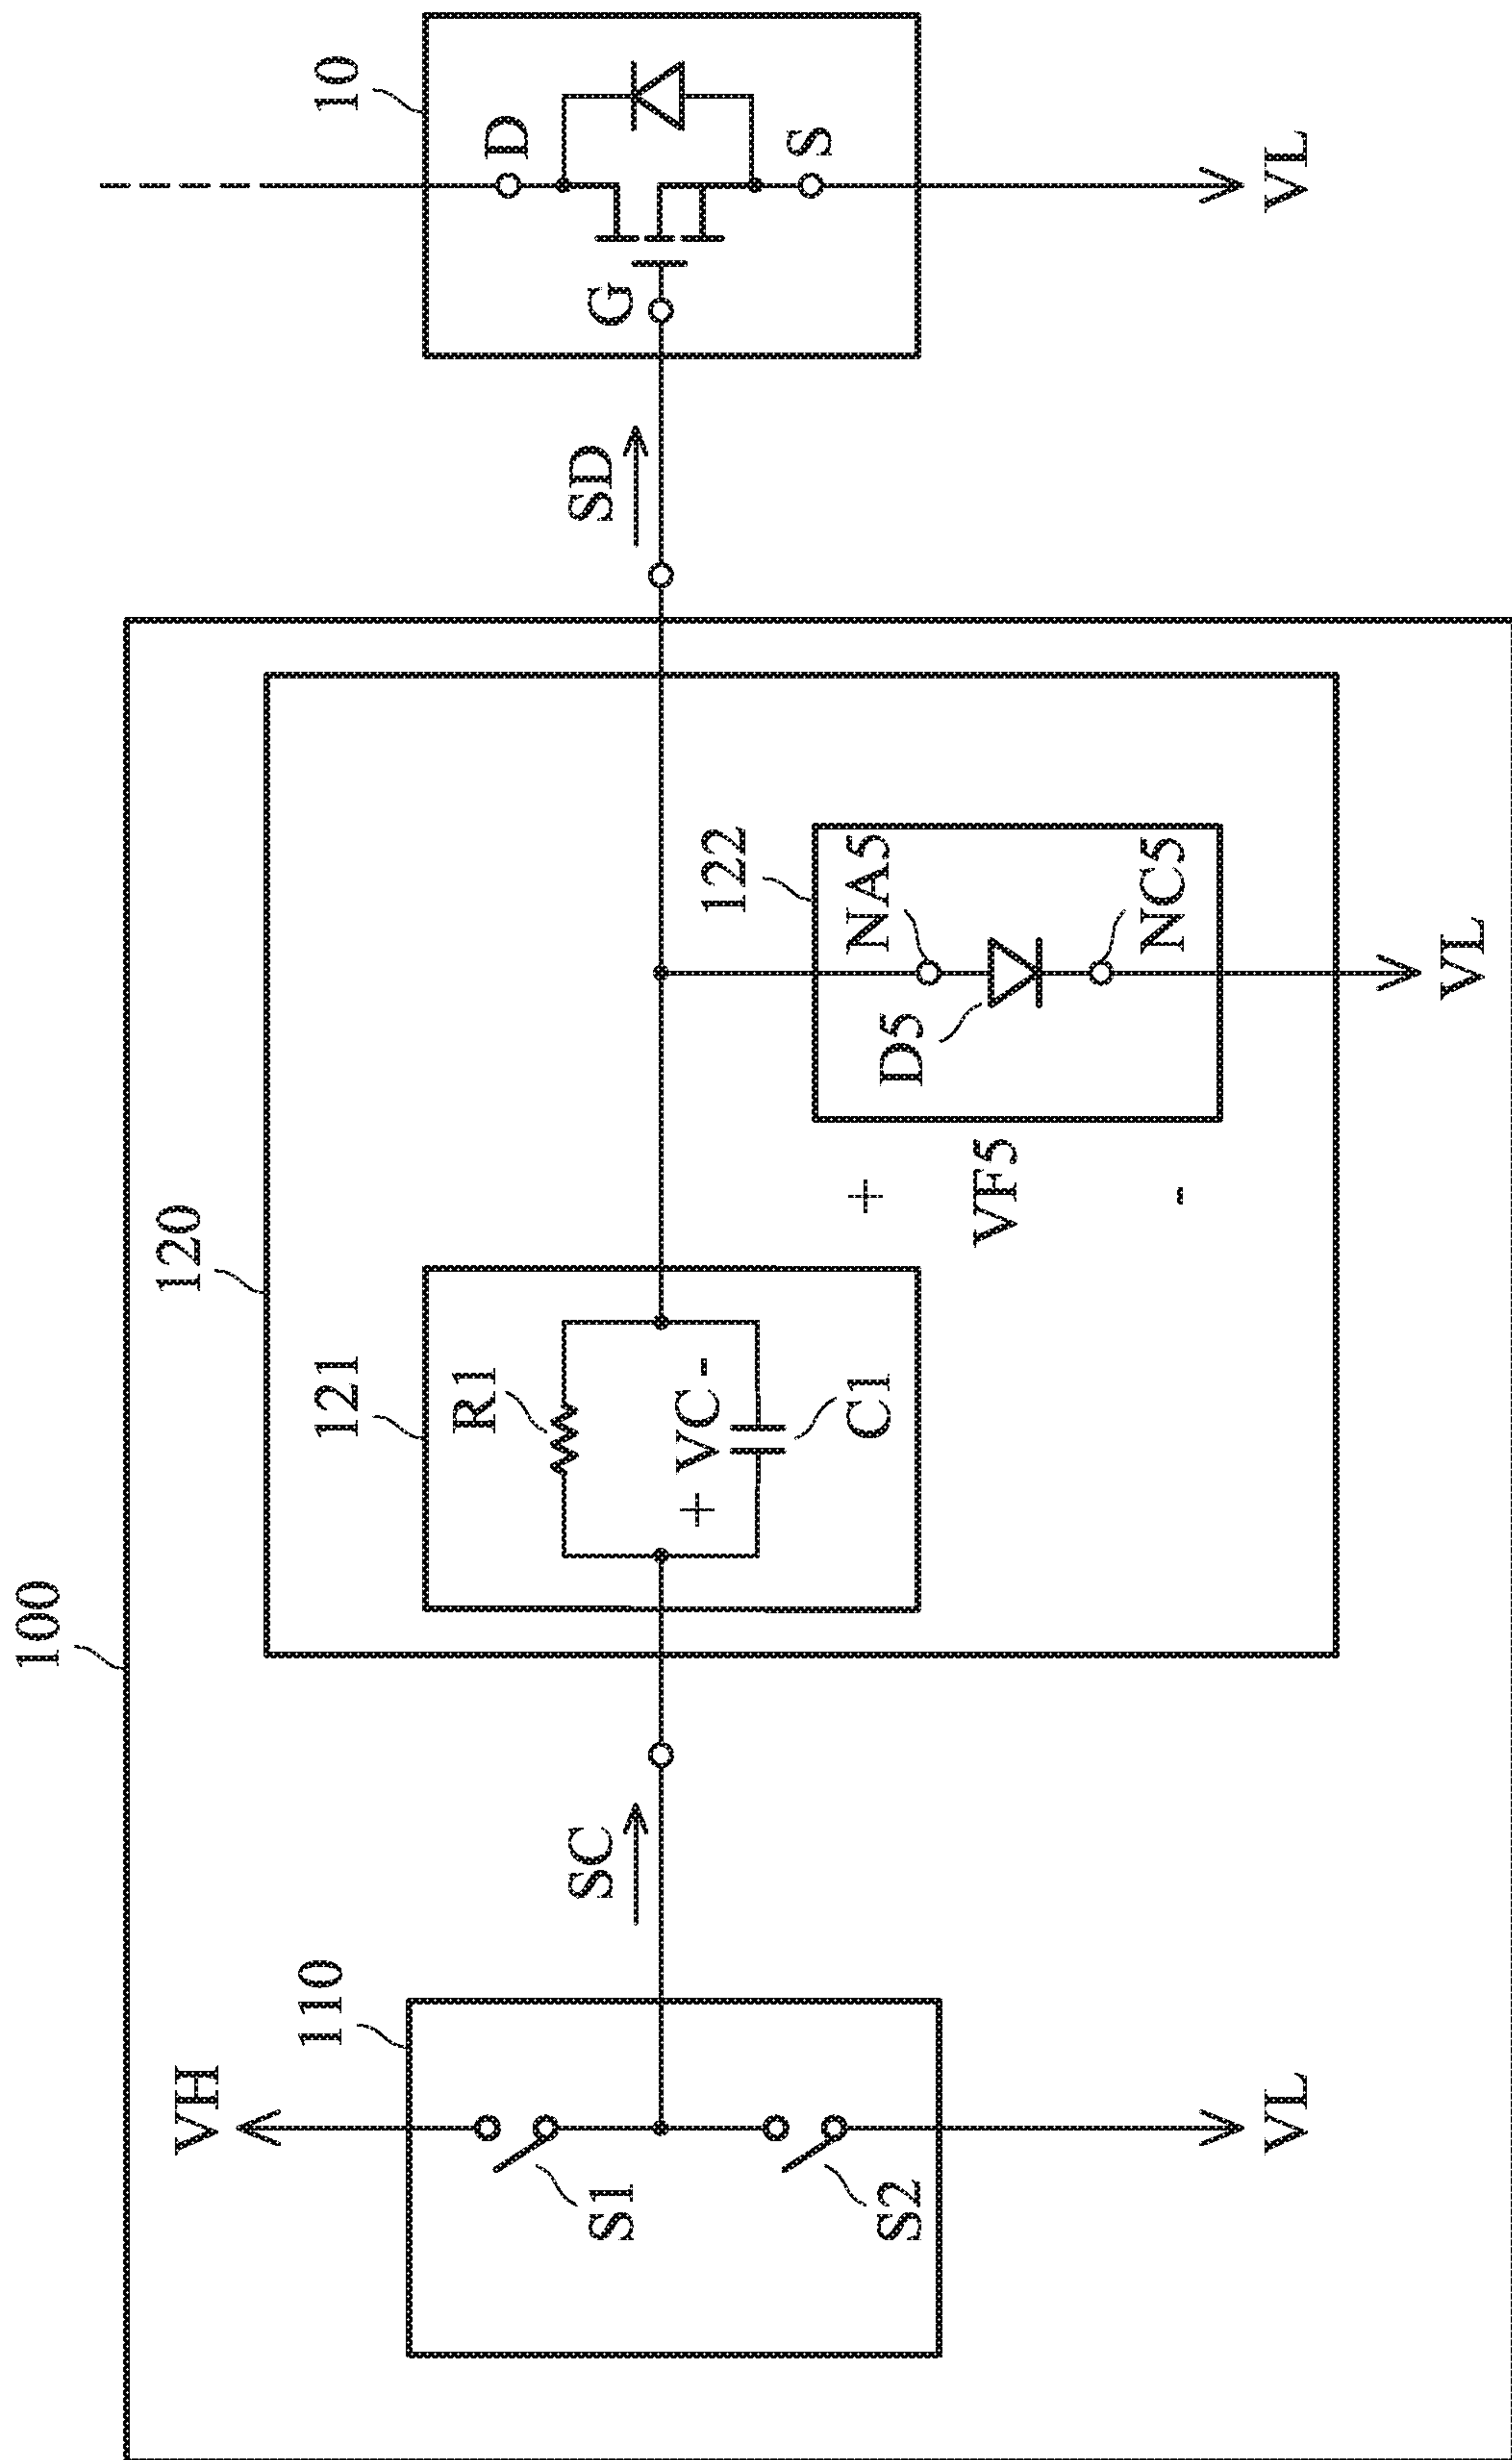 100
120
VH
110
121
10
R1
D
S1
SC
+ VC -
SD
G
122
S2
C1
+
VF5
-
D5
NA5
NC5
S
VL
VL
VL